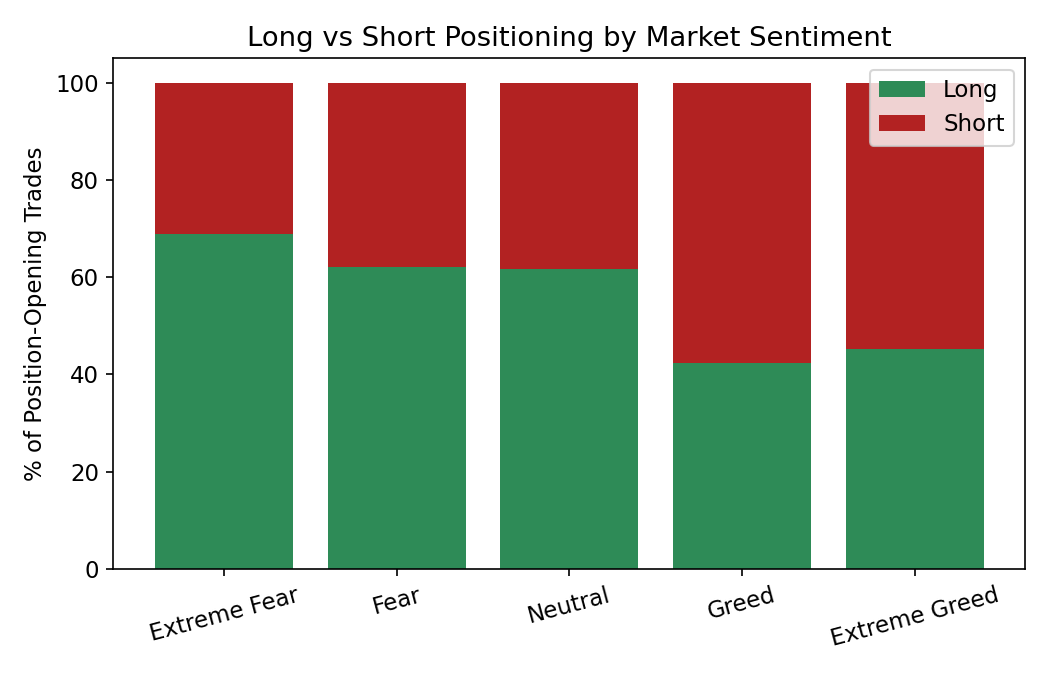 Long vs Short Positioning by Market Sentiment
Long
Short
% of Position-Opening Trades
100
80
60
40
20
0
Extreme Fear
Fear
Neutral
Greed
Extreme Greed